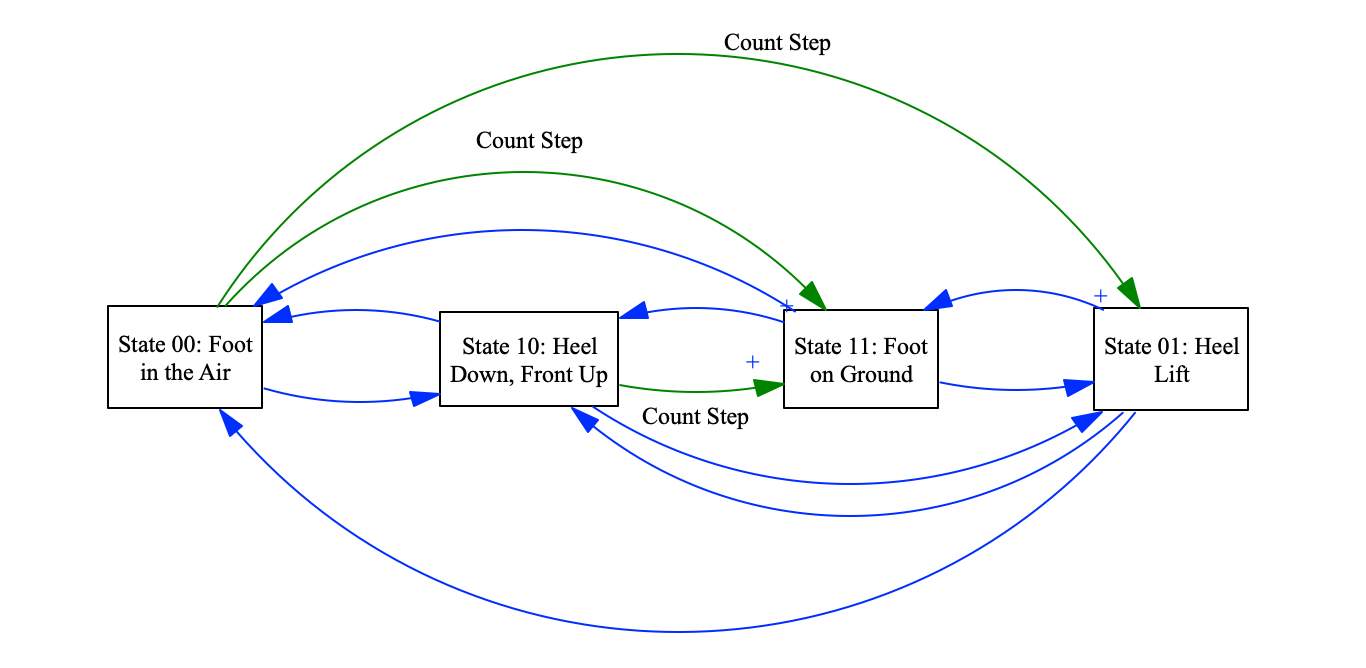 Count Step
Count Step
State 00: Foot
in the Air
State 10: Heel
Down, Front Up
+
+
State 11: Foot
on Ground
+
State 01: Heel
Lift
Count Step